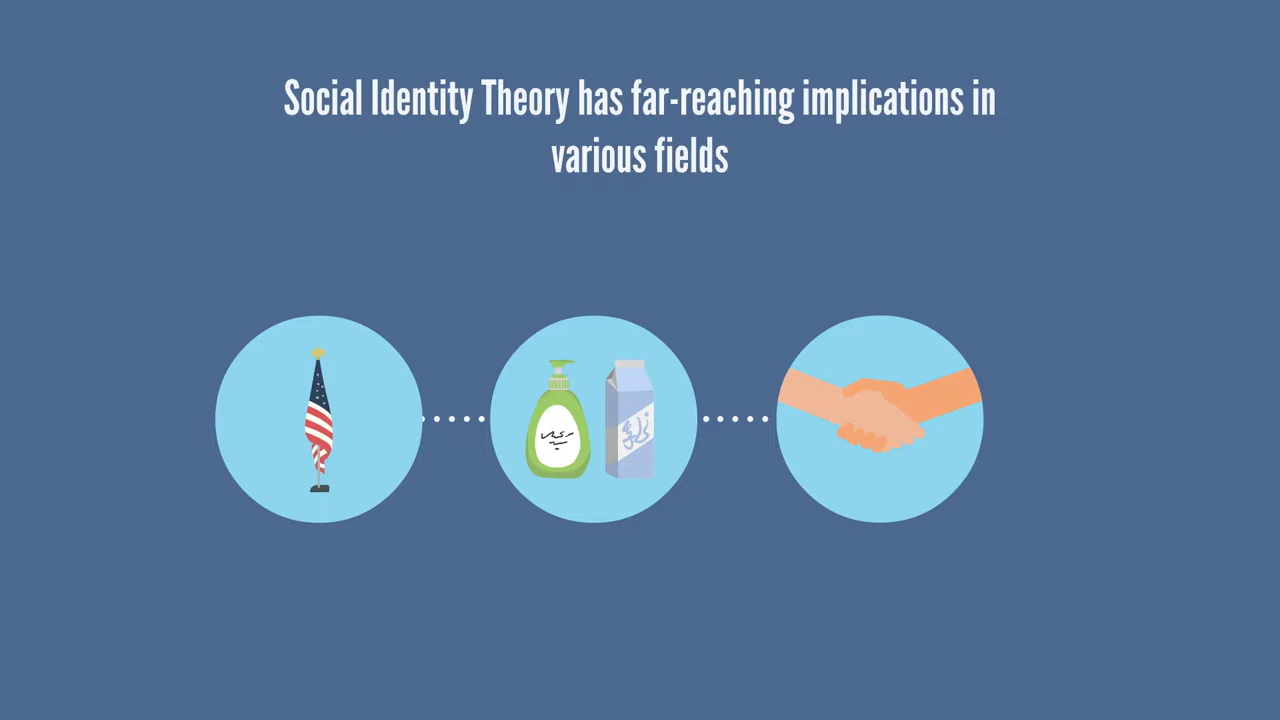 Social Identity Theory has far-reaching implications in
various fields